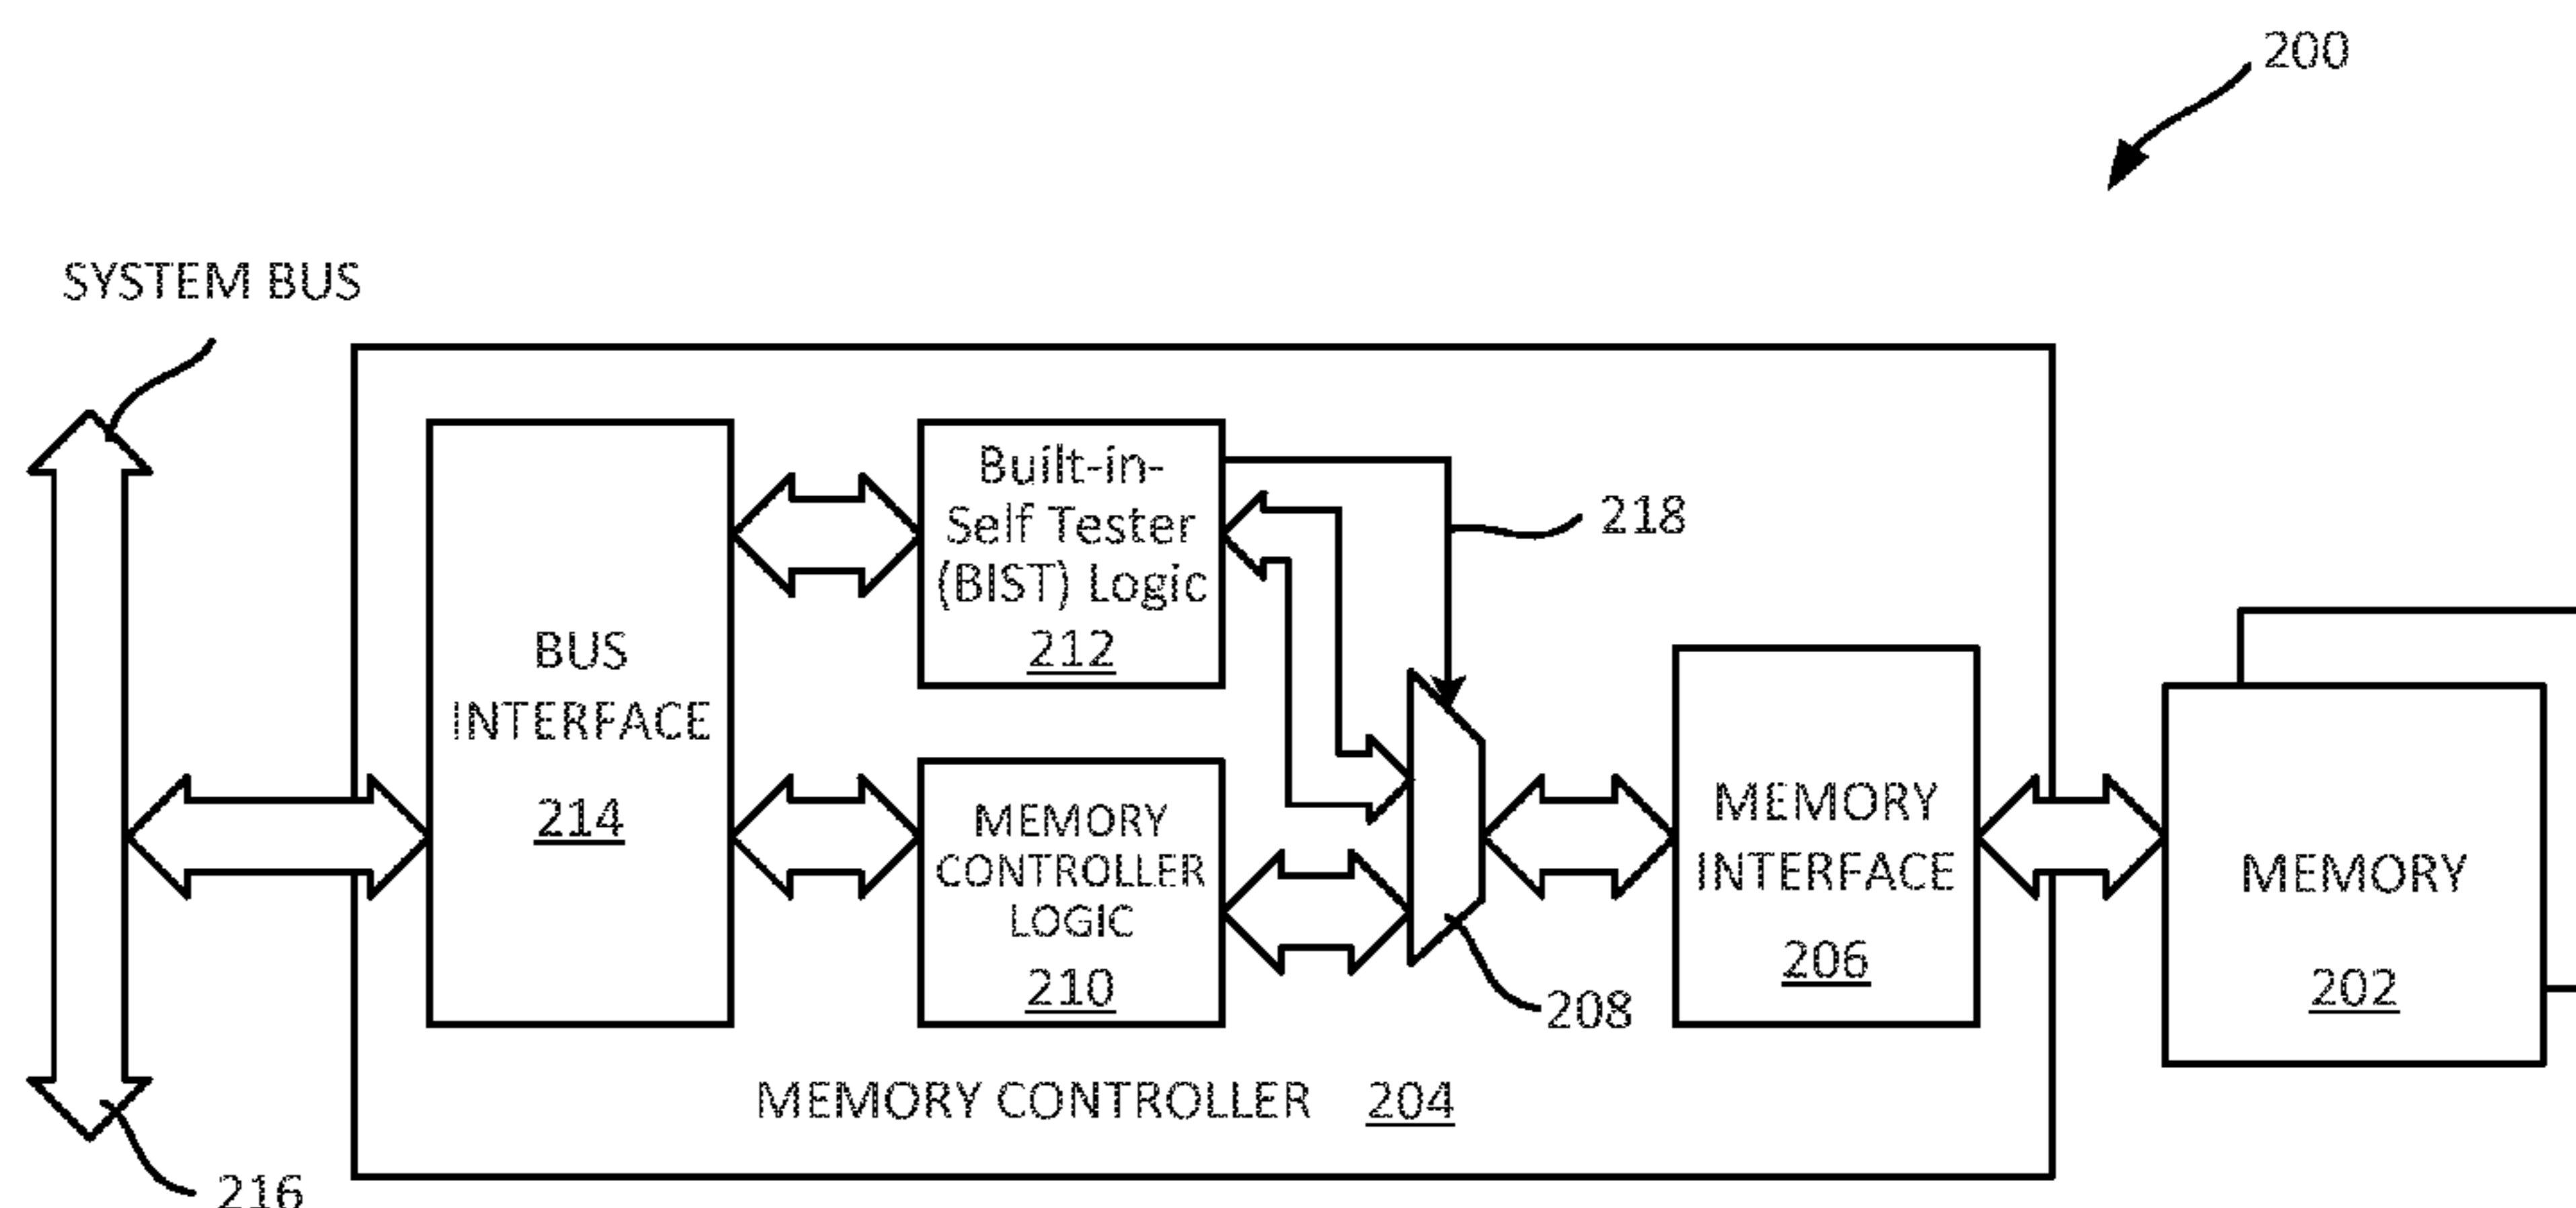 200
SYSTEM BUS
Built-in-
Self Tester
(BIST) Logic
212
218
BUS
INTERFACE
214
MEMORY
CONTROLLER
LOGIC
210
208
MEMORY
INTERFACE
206
MEMORY
202
MEMORY CONTROLLER 204
216